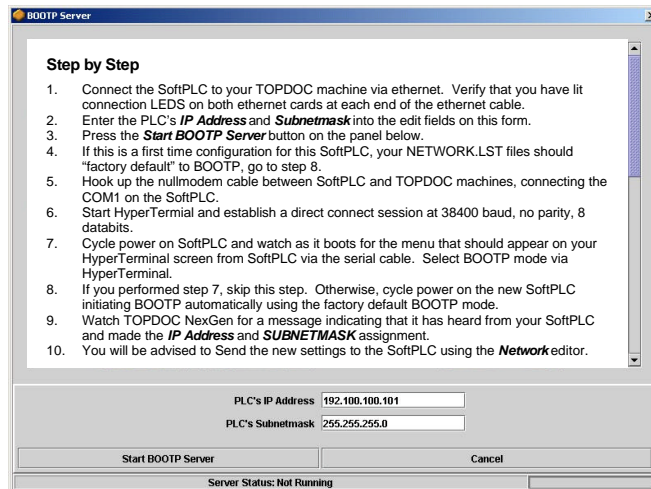 BOOTP Server
Step by Step
1. Connect the SoftPLC to your TOPDOC machine via ethernet. Verify that you have lit
connection LEDS on both ethernet cards at each end of the ethernet cable.
2. Enter the PLC's IP Address and Subnetmask into the edit fields on this form.
3. Press the Start BOOTP Server button on the panel below.
4. If this is a first time configuration for this SoftPLC, your NETWORK.LST files should
“factory default” to BOOTP, go to step 8.
5. Hook up the nullmodem cable between SoftPLC and TOPDOC machines, connecting the
COM1 on the SoftPLC.
6. Start HyperTermial and establish a direct connect session at 38400 baud, no parity, 8
databits.
7. Cycle power on SoftPLC and watch as it boots for the menu that should appear on your
HyperTerminal screen from SoftPLC via the serial cable. Select BOOTP mode via
HyperTerminal.
8. If you performed step 7, skip this step. Otherwise, cycle power on the new SoftPLC
initiating BOOTP automatically using the factory default BOOTP mode.
9. Watch TOPDOC NexGen for a message indicating that it has heard from your SoftPLC
and made the IP Address and SUBNETMASK assignment.
10. You will be advised to Send the new settings to the SoftPLC using the Network editor.
PLC's IP Address 192.100.100.101
PLC's Subnetmask 255.255.255.0
Start BOOTP Server Cancel
Server Status: Not Running